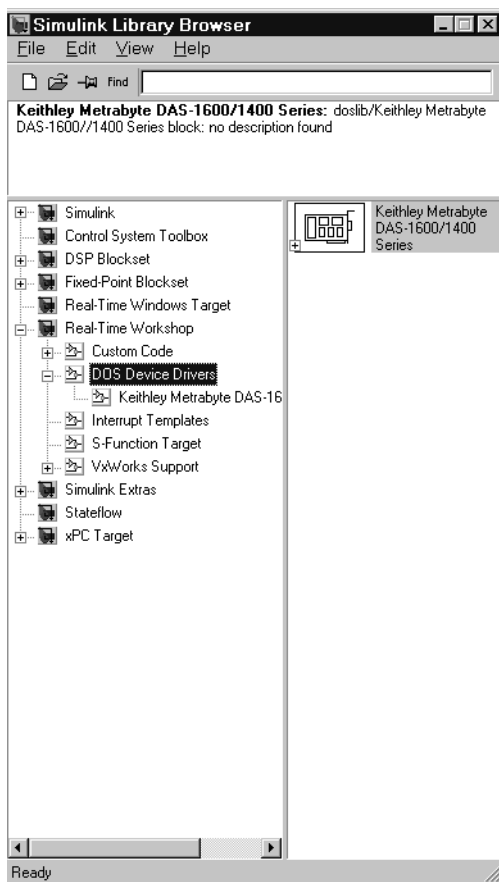 Simulink Library Browser
File Edit View Help
Find
Keithley Metrabyte DAS-1600/1400 Series: doslib/Keithley Metrabyte
DAS-1600//1400 Series block: no description found
Simulink
Control System Toolbox
DSP Blockset
Fixed-Point Blockset
Real-Time Windows Target
Real-Time Workshop
Custom Code
DOS Device Drivers
Keithley Metrabyte DAS-16
Interrupt Templates
S-Function Target
VxWorks Support
Simulink Extras
Stateflow
xPC Target
Keithley Metrabyte
DAS-1600/1400
Series
Ready